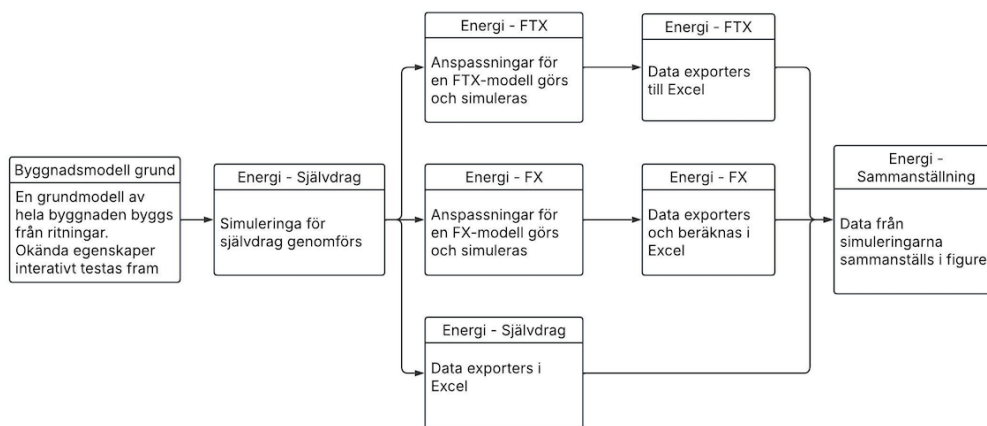 Byggnadsmodell grund
En grundmodell av
hela byggnaden byggs
från ritningar.
Okända egenskaper
interativt testas fram
Energi - Självdrag
Simuleringa för
självdrag genomförs
Energi - FTX
Anspassningar för
en FTX-modell görs
och simuleras
Energi - FTX
Data exporters
till Excel
Energi - FX
Anspassningar för
en FX-modell görs
och simuleras
Energi - FX
Data exporters
och beräknas i
Excel
Energi - Självdrag
Data exporters i
Excel
Energi -
Sammanställning
Data från
simuleringarna
sammanställs i figure